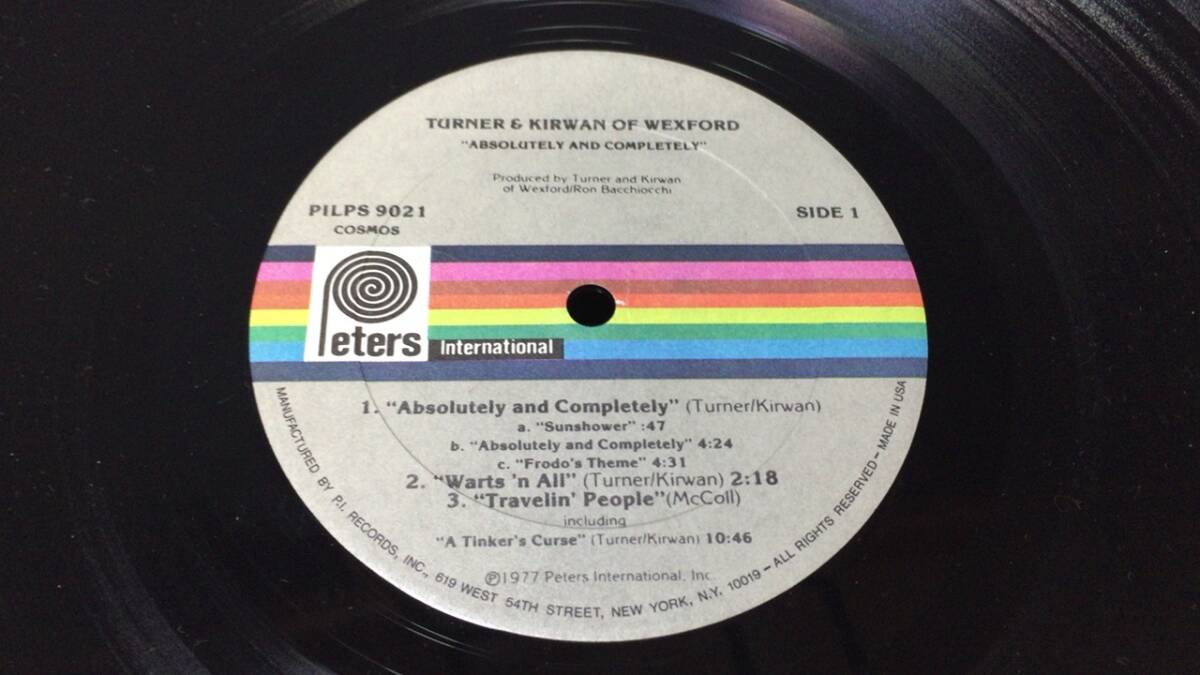 TURNER & KIRWAN OF WEXFORD
"ABSOLUTELY AND COMPLETELY"
Produced by Turner and Kirwan
of Wexford/Ron Bacchiocchi
PILPS 9021
COSMOS
SIDE 1
Peters
International
1. "Absolutely and Completely" (Turner/Kirwan)
a. "Sunshower" :47
b. "Absolutely and Completely" 4:24
c. "Frodo's Theme" 4:31
2. "Warts 'n All" (Turner/Kirwan) 2:18
3. "Travelin' People" (McColl)
including
"A Tinker's Curse" (Turner/Kirwan) 10:46
℗1977 Peters International, Inc.
MANUFACTURED BY P.I. RECORDS, INC., 619 WEST 54TH STREET, NEW YORK, N.Y. 10019 – ALL RIGHTS RESERVED – MADE IN USA